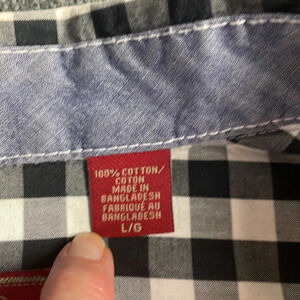 100% COTTON/
COTON
MADE IN
BANGLADESH
FABRIQUÉ AU
BANGLADESH
L/G